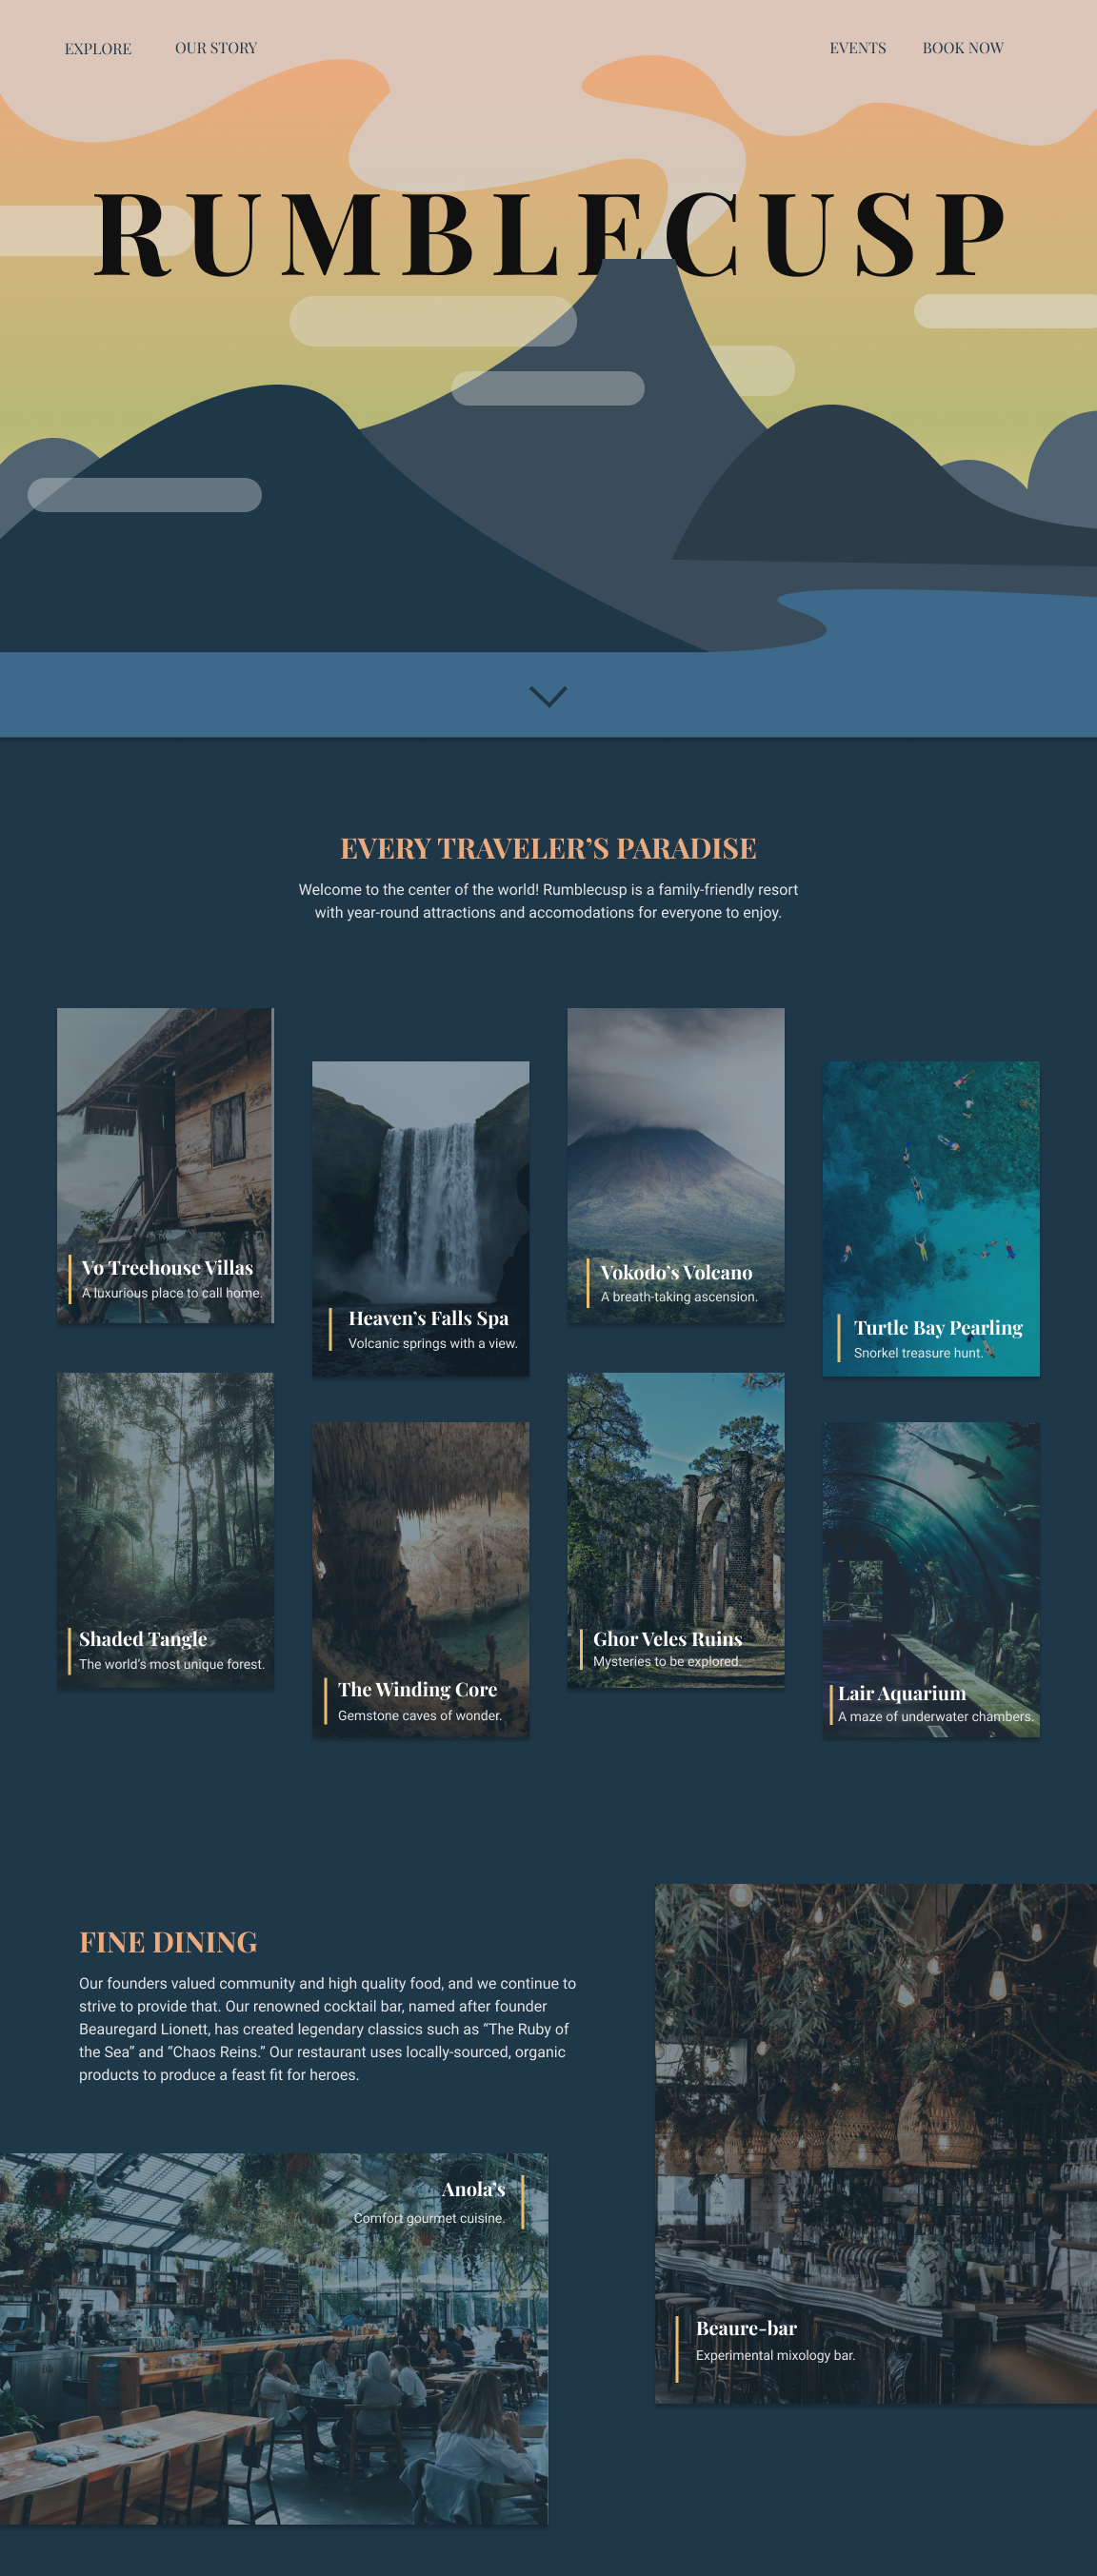 EXPLORE
OUR STORY
EVENTS
BOOK NOW
RUMBLECUSP
EVERY TRAVELER’S PARADISE
Welcome to the center of the world! Rumblecusp is a family-friendly resort
with year-round attractions and accomodations for everyone to enjoy.
Vo Treehouse Villas
A luxurious place to call home.
Heaven’s Falls Spa
Volcanic springs with a view.
Vokodo’s Volcano
A breath-taking ascension.
Turtle Bay Pearling
Snorkel treasure hunt.
Shaded Tangle
The world’s most unique forest.
The Winding Core
Gemstone caves of wonder.
Ghor Veles Ruins
Mysteries to be explored.
Lair Aquarium
A maze of underwater chambers.
FINE DINING
Our founders valued community and high quality food, and we continue to
strive to provide that. Our renowned cocktail bar, named after founder
Beauregard Lionett, has created legendary classics such as “The Ruby of
the Sea” and “Chaos Reins.” Our restaurant uses locally-sourced, organic
products to produce a feast fit for heroes.
Anola’s
Comfort gourmet cuisine.
Beaure-bar
Experimental mixology bar.